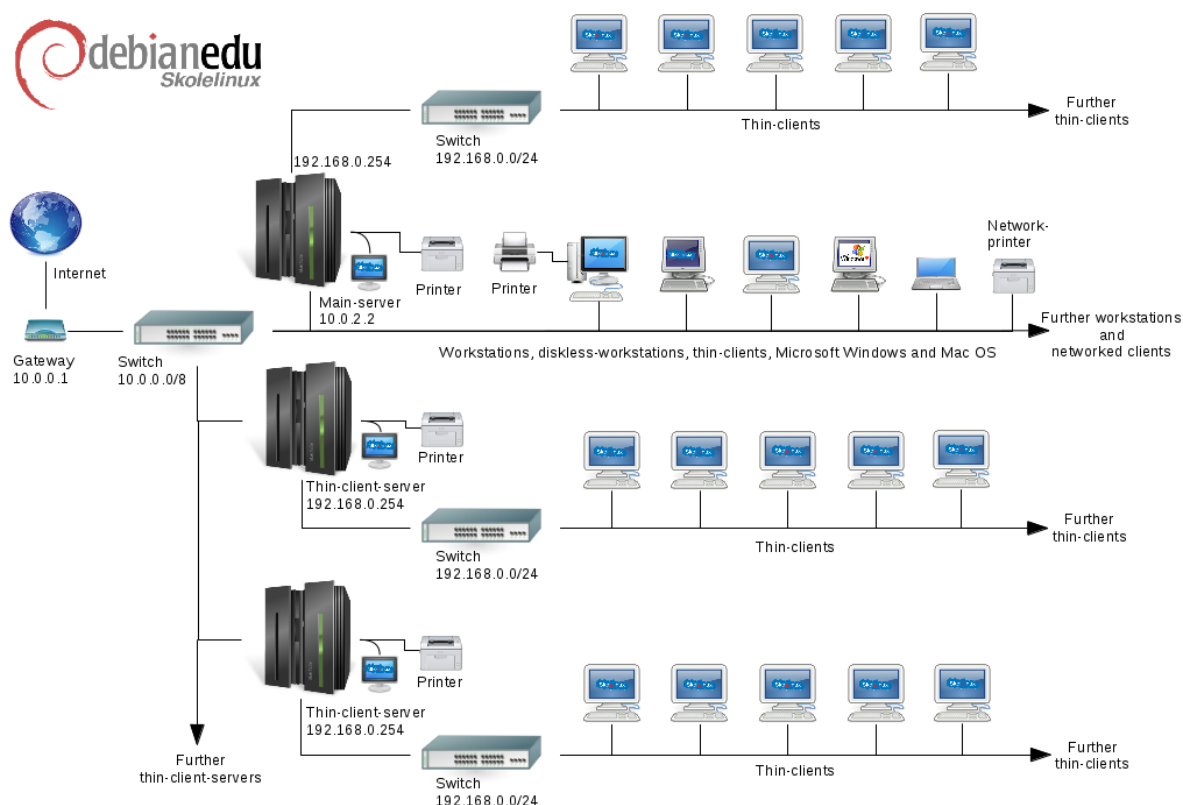 debianedu
Skolelinux
Thin-clients
Further
thin-clients
Switch
192.168.0.0/24
192.168.0.254
Internet
Gateway
10.0.0.1
Switch
10.0.0.0/8
Main-server
10.0.2.2
Printer
Printer
Network-
printer
Windows
Workstations, diskless-workstations, thin-clients, Microsoft Windows and Mac OS
Further workstations
and
networked clients
Printer
Thin-client-server
192.168.0.254
Switch
192.168.0.0/24
Thin-clients
Further
thin-clients
Printer
Thin-client-server
192.168.0.254
Switch
192.168.0.0/24
Thin-clients
Further
thin-clients
Further
thin-client-servers